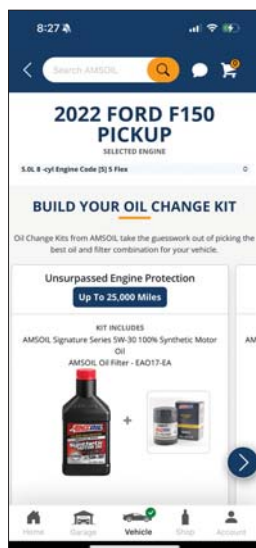 8:27
Search AMSOIL
2022 FORD F150
PICKUP
SELECTED ENGINE
5.0L 8 -cyl Engine Code [5] S Flex
BUILD YOUR OIL CHANGE KIT
Oil Change Kits from AMSOIL take the guesswork out of picking the
best oil and filter combination for your vehicle.
Unsurpassed Engine Protection
Up To 25,000 Miles
KIT INCLUDES
AMSOIL Signature Series 5W-30 100% Synthetic Motor
Oil
AMSOIL Oil Filter - EAO17-EA
AM
+
Home
Garage
Vehicle
Shop
Account